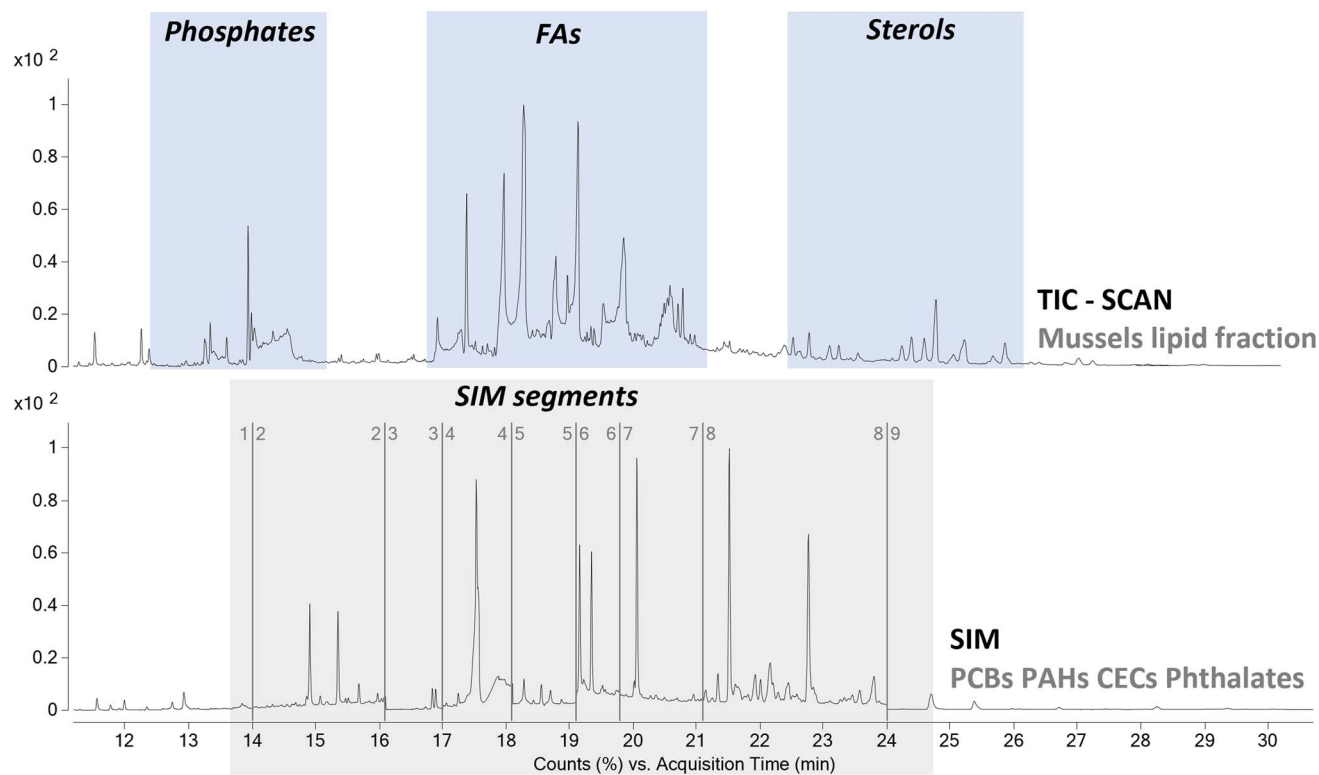 Phosphates FAs Sterols
x10 2
1
0.8
0.6
0.4
0.2
0
TIC - SCAN
Mussels lipid fraction
x10 2
SIM segments
1 2 2 3 3 4 4 5 5 6 6 7 7 8 8 9
1
0.8
0.6
0.4
0.2
0
SIM
PCBs PAHs CECs Phthalates
12 13 14 15 16 17 18 19 20 21 22 23 24 25 26 27 28 29 30
Counts (%) vs. Acquisition Time (min)